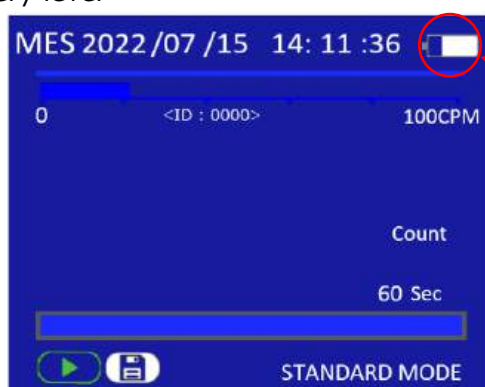 MES 2022/07/15 14: 11 :36
0 <ID : 0000> 100CPM
Count
60 Sec
STANDARD MODE